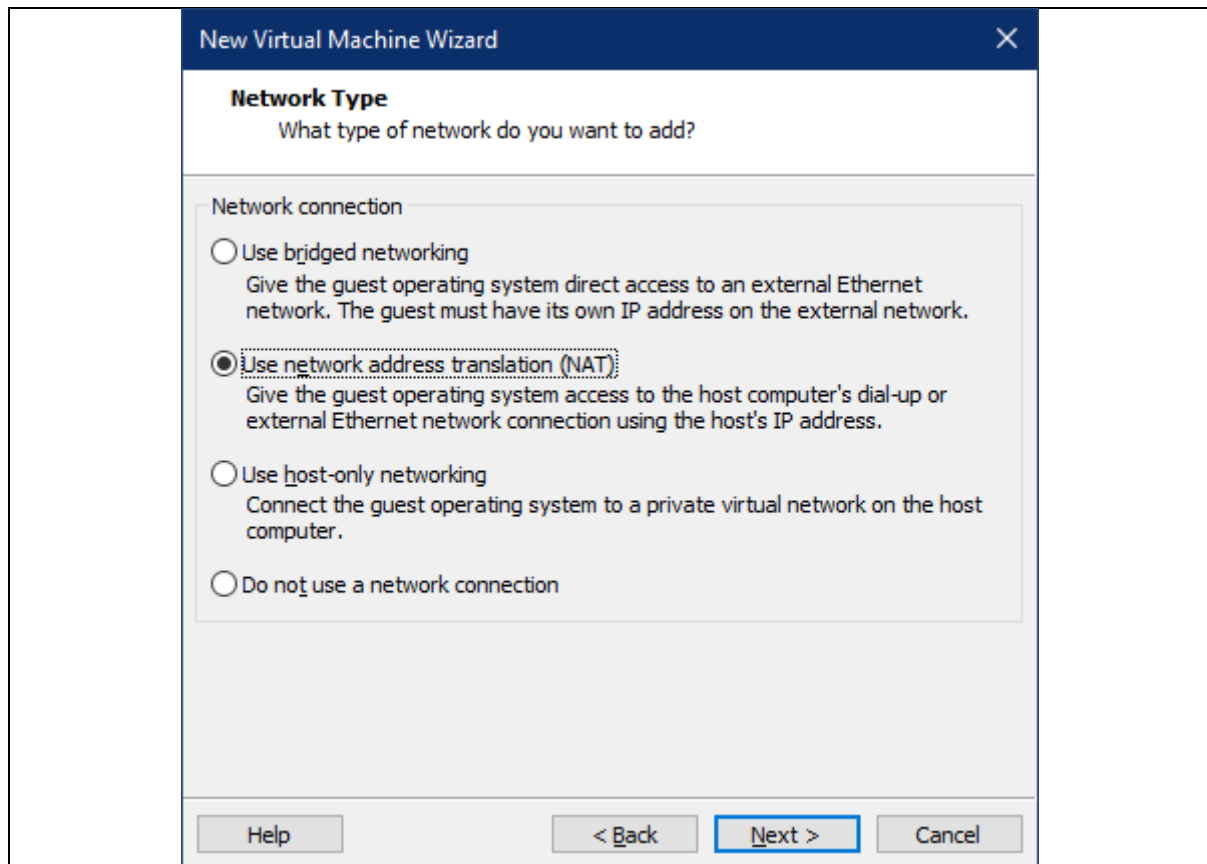 New Virtual Machine Wizard
Network Type
What type of network do you want to add?
Network connection
Use bridged networking
Give the guest operating system direct access to an external Ethernet
network. The guest must have its own IP address on the external network.
Use network address translation (NAT)
Give the guest operating system access to the host computer's dial-up or
external Ethernet network connection using the host's IP address.
Use host-only networking
Connect the guest operating system to a private virtual network on the host
computer.
Do not use a network connection
Help
< Back
Next >
Cancel